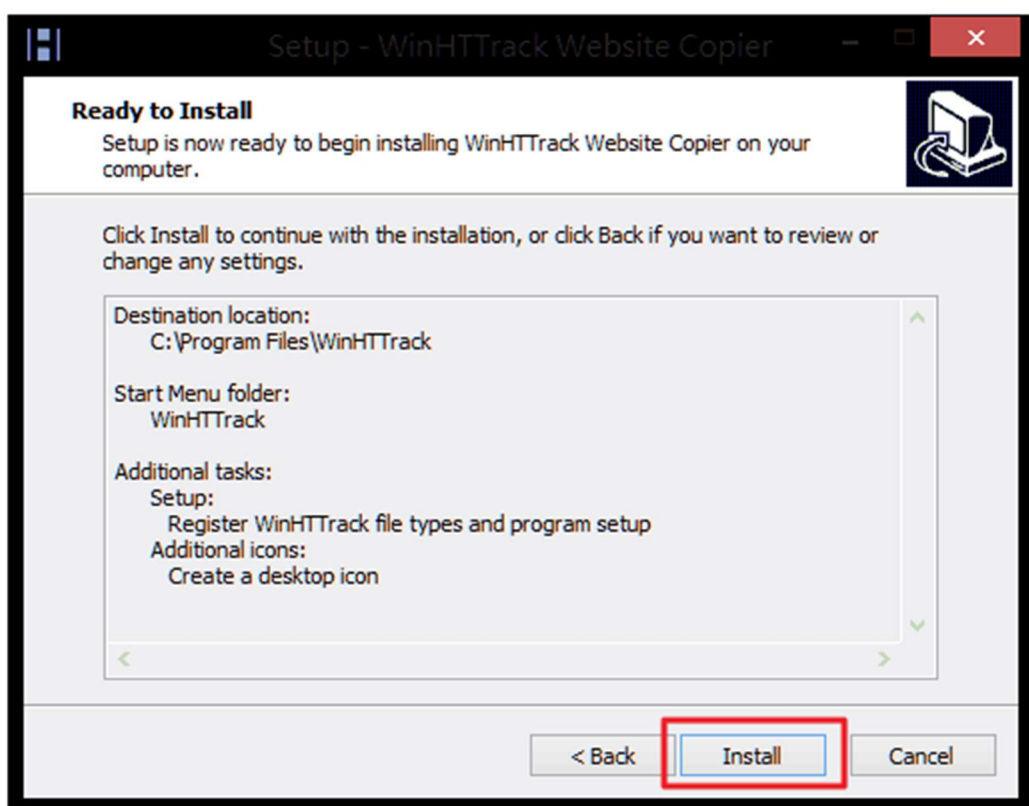 Setup - WinHTTrack Website Copier
Ready to Install
Setup is now ready to begin installing WinHTTrack Website Copier on your
computer.
Click Install to continue with the installation, or click Back if you want to review or
change any settings.
Destination location:
C:\Program Files\WinHTTrack
Start Menu folder:
WinHTTrack
Additional tasks:
Setup:
Register WinHTTrack file types and program setup
Additional icons:
Create a desktop icon
< Back Install Cancel